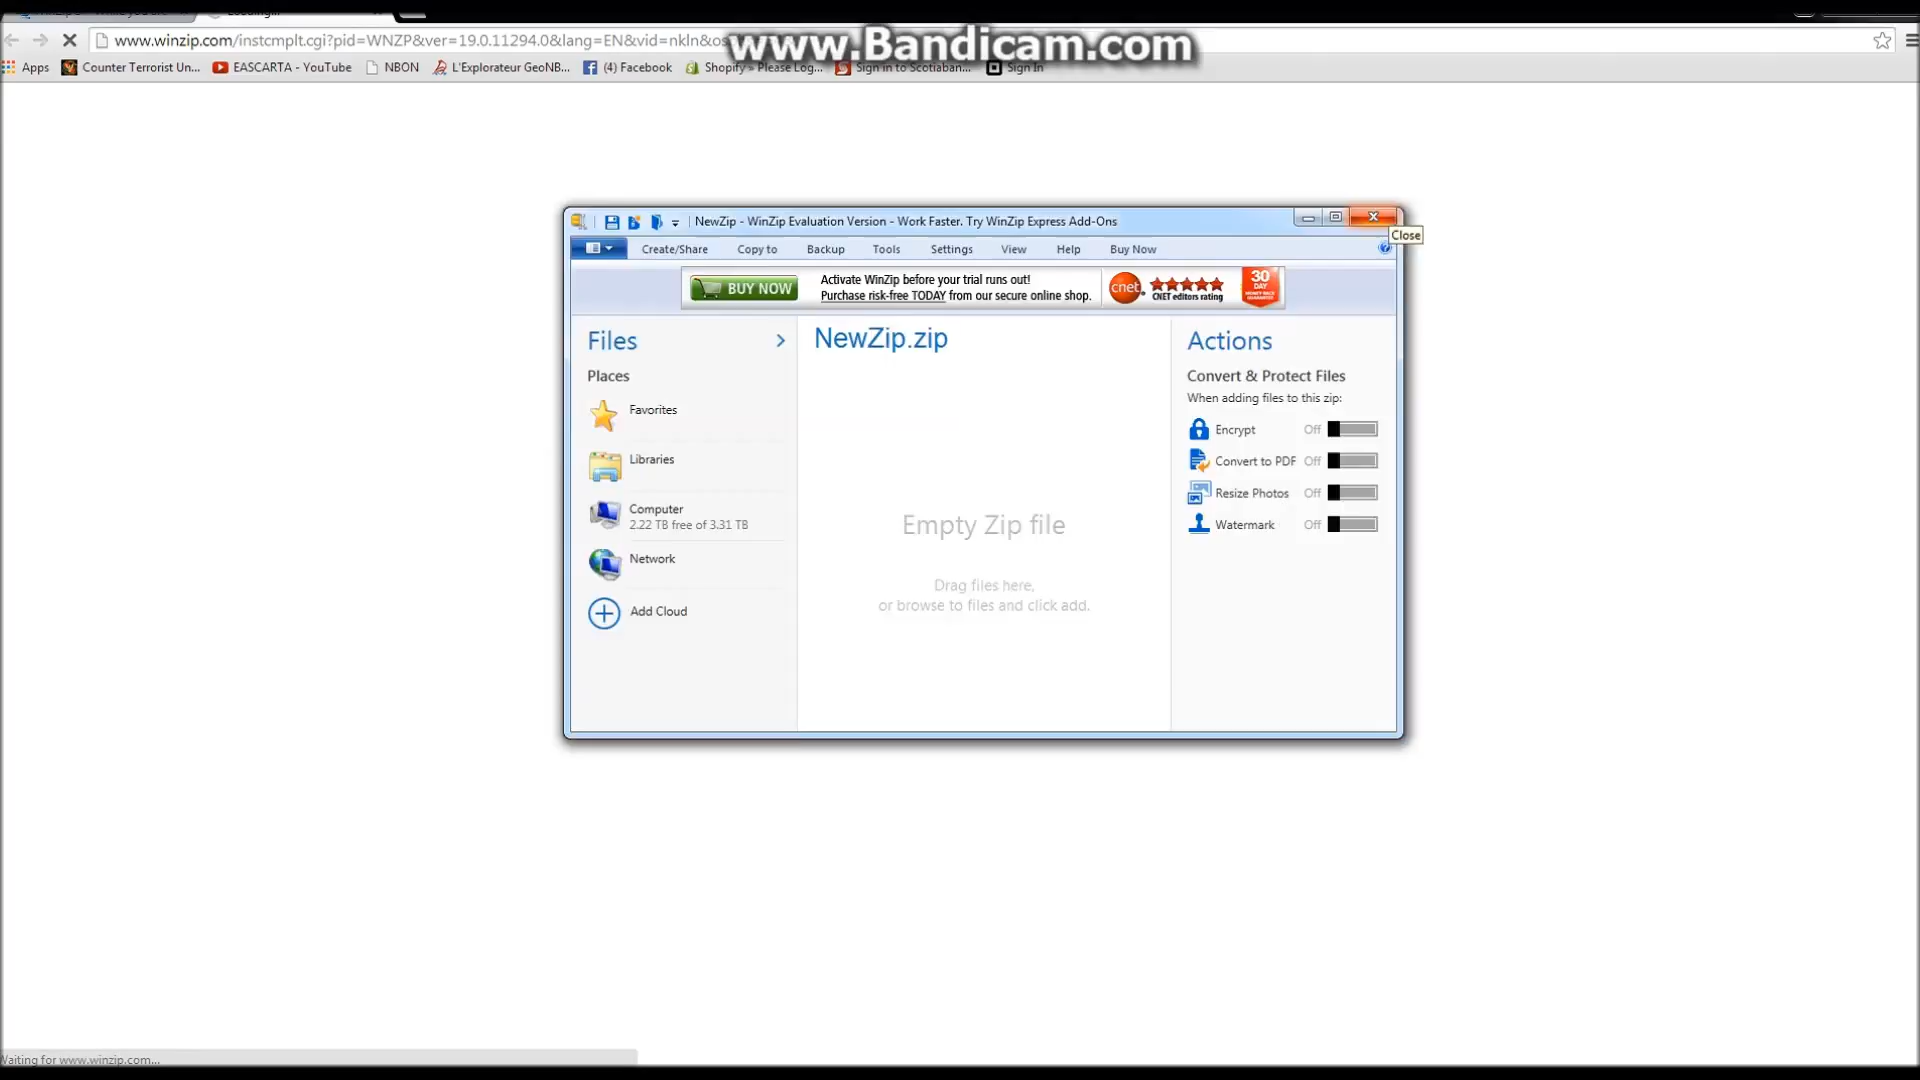 Loading...
www.winzip.com/instcmplt.cgi?pid=WNZP&ver=19.0.11294.0&lang=EN&vid=nkln&os
www.Bandicam.com
Apps
Counter Terrorist Un...
EASCARTA - YouTube
NBON
L'Explorateur GeoNB...
(4) Facebook
Shopify » Please Log...
Sign in to Scotiaban...
Sign In
NewZip - WinZip Evaluation Version - Work Faster. Try WinZip Express Add-Ons
Close
Create/Share
Copy to
Backup
Tools
Settings
View
Help
Buy Now
BUY NOW
Activate WinZip before your trial runs out!
Purchase risk-free TODAY from our secure online shop.
cnet
CNET editors rating
30
DAY
Files
NewZip.zip
Actions
Places
Favorites
Libraries
Computer
2.22 TB free of 3.31 TB
Network
Add Cloud
Empty Zip file
Drag files here,
or browse to files and click add.
Convert & Protect Files
When adding files to this zip:
Encrypt Off
Convert to PDF Off
Resize Photos Off
Watermark Off
Waiting for www.winzip.com...